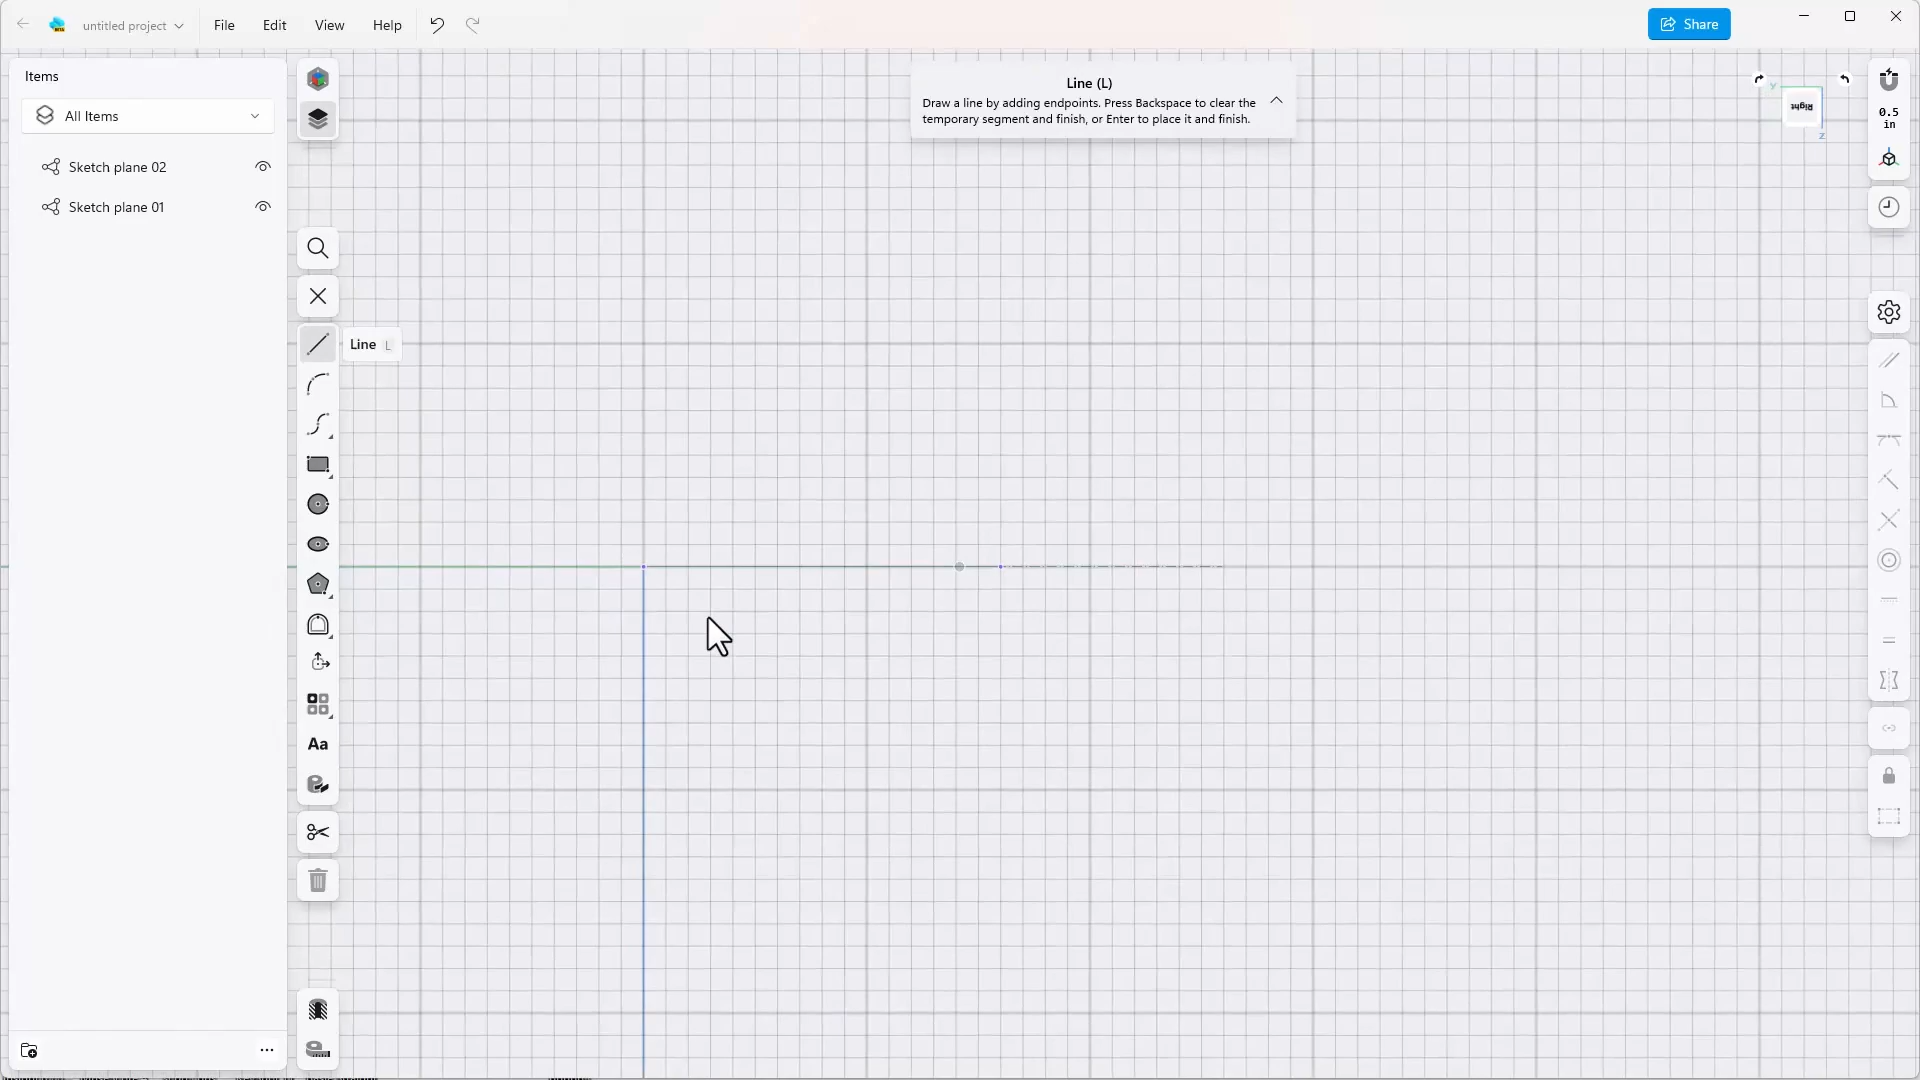 untitled project
File
Edit
View
Help
Share
Items
All Items
Sketch plane 02
Sketch plane 01
Line L
Line (L)
Draw a line by adding endpoints. Press Backspace to clear the
temporary segment and finish, or Enter to place it and finish.
Y
Right
Z
0.5
in
Aa